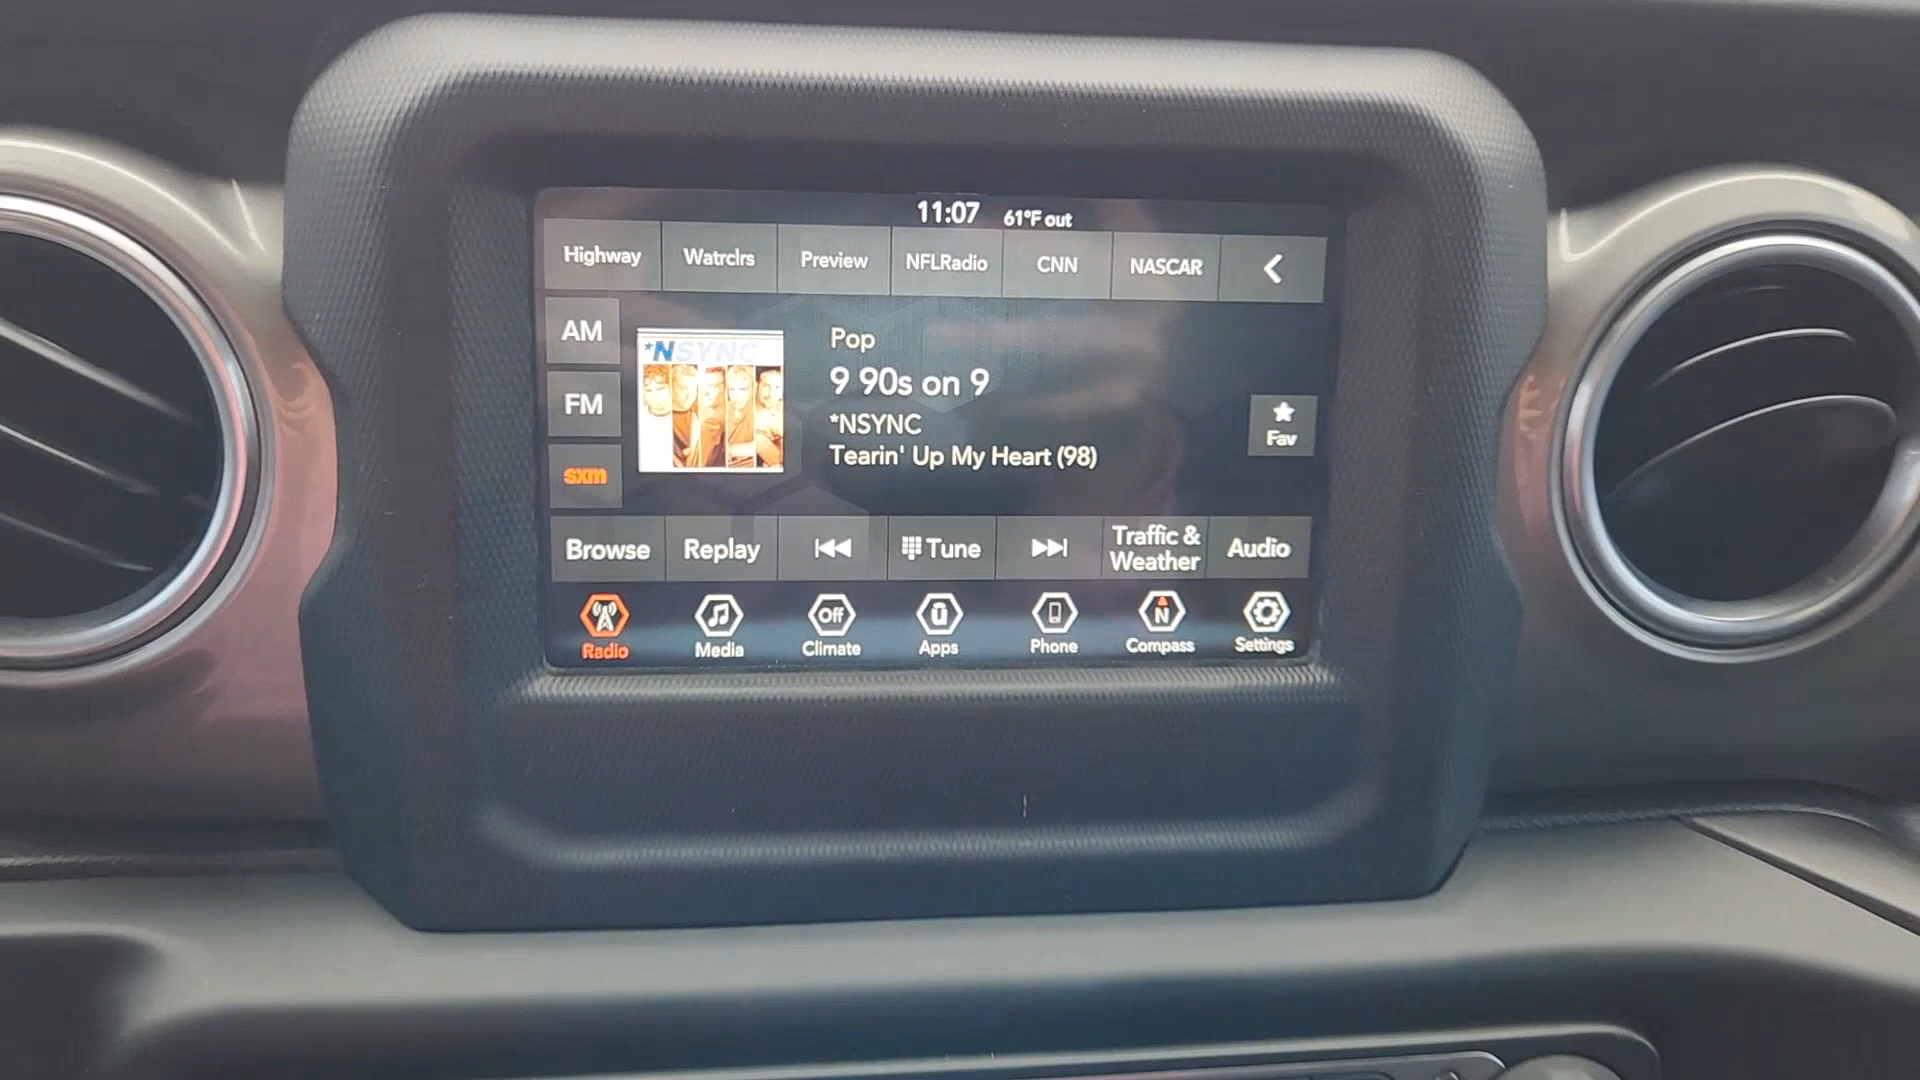 11:07 61°F out
Highway Watrclrs Preview NFLRadio CNN NASCAR
AM
FM
sxm
*NSYNC
Pop
9 90s on 9
*NSYNC
Tearin' Up My Heart (98)
Fav
Browse Replay Tune Traffic & Weather Audio
Off ū N
Radio Media Climate Apps Phone Compass Settings